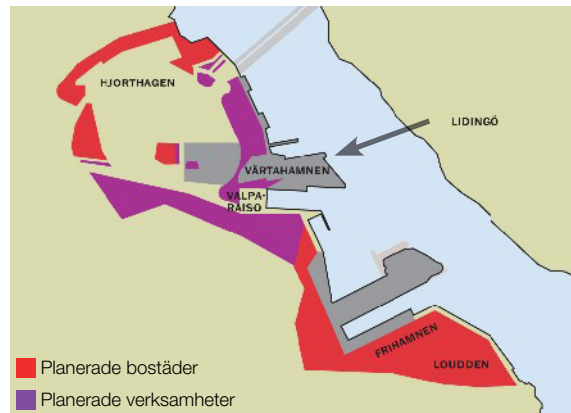 HJORTHAGEN
LIDINGÖ
VÄRTAHAMNEN
VALPA-
RAISO
FRIHAMNEN
LOUDDEN
Planerade bostäder
Planerade verksamheter